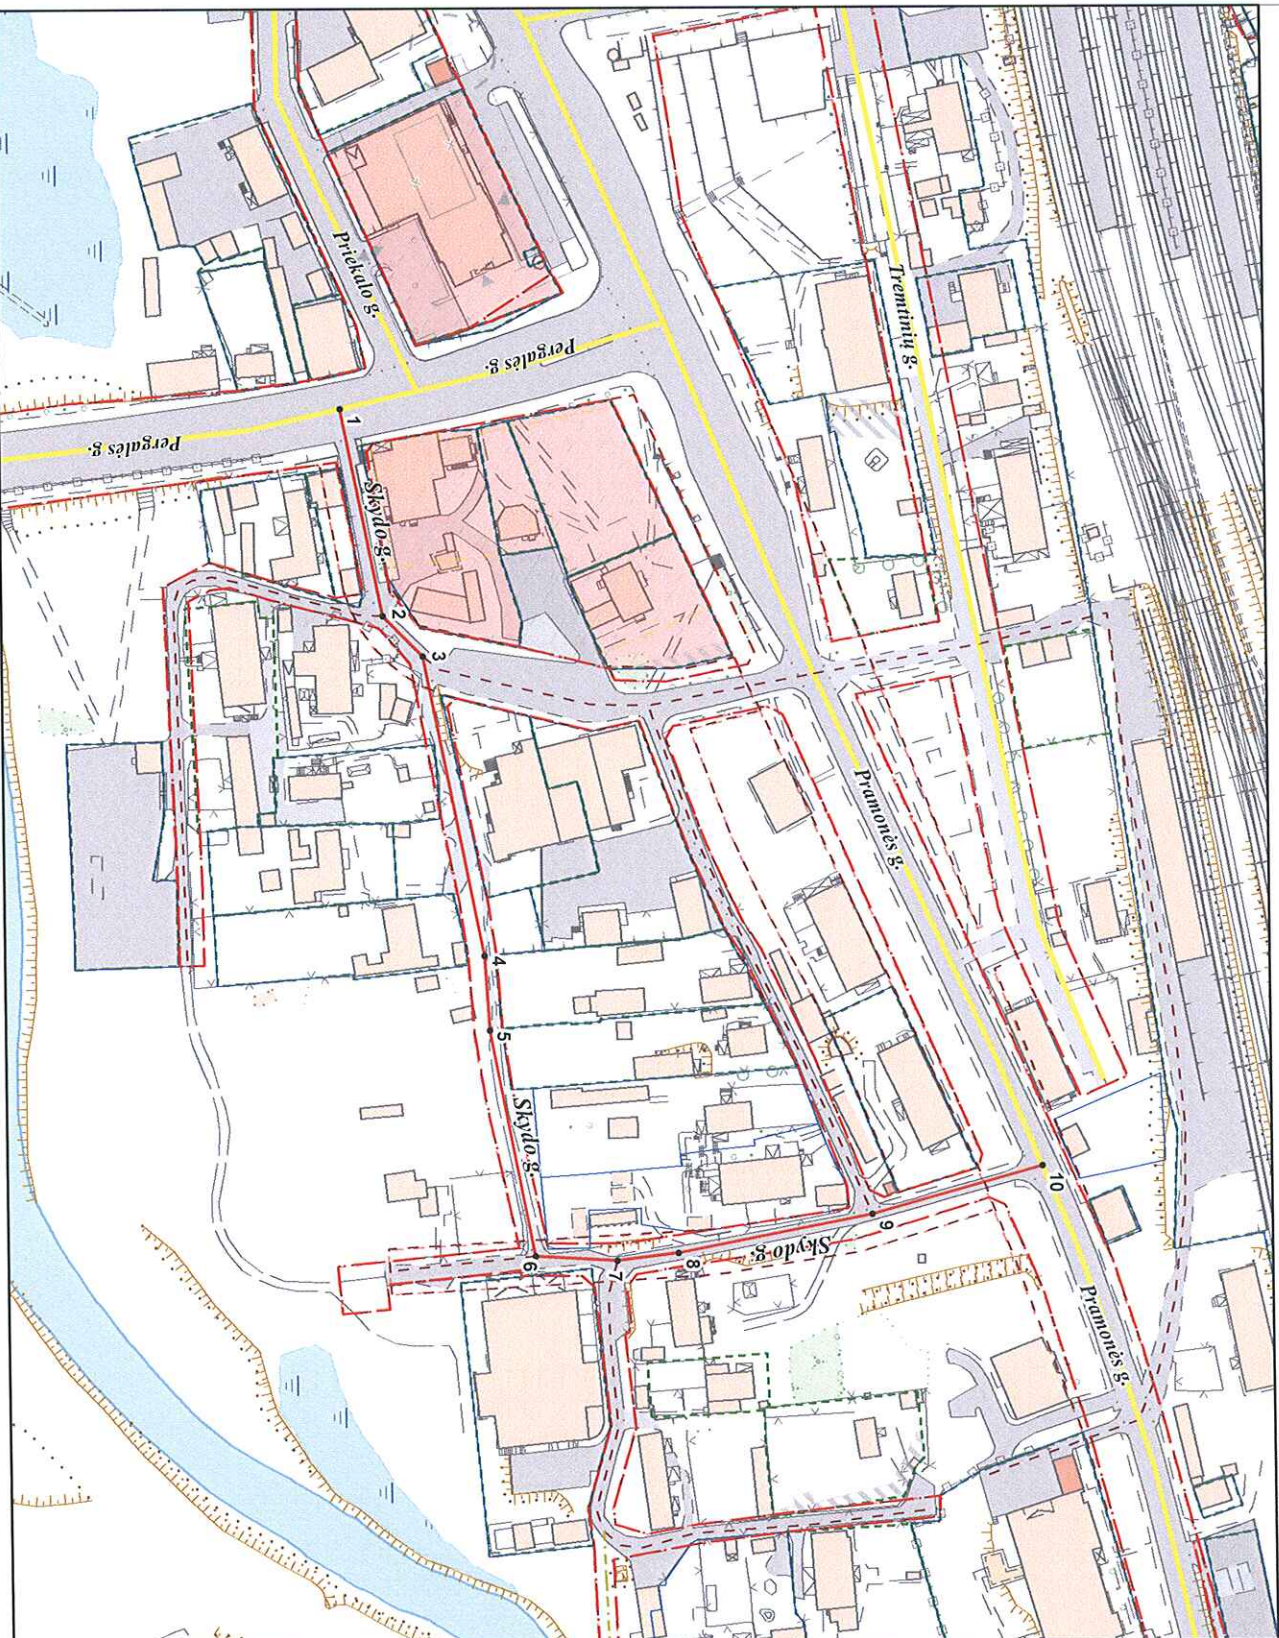 Priekalo g.
Pergalės g.
Tremtinių g.
Pergalės g.
1
Skydo g.
2
3
Pramonės g.
4
5
Skydo g.
6
7
8
Skydo g.
9
10
Pramonės g.